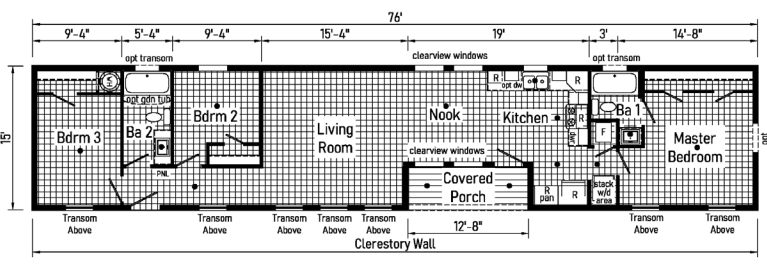 76'
9'-4" 5'-4" 9'-4" 15'-4" 19' 3' 14'-8"
opt transom clearview windows opt transom
15'
opt gdn tub
R opt dw R
Bdrm 3
Ba 2
Bdrm 2
Living
Room
Nook
Kitchen
R
Ba 1
F
Master
Bedroom
opt
clearview windows
PNL
Covered
Porch
R
pan
R
stack
w/d
area
Transom
Above
Transom
Above
Transom
Above
Transom
Above
Transom
Above
12'-8"
Transom
Above
Transom
Above
Clerestory Wall